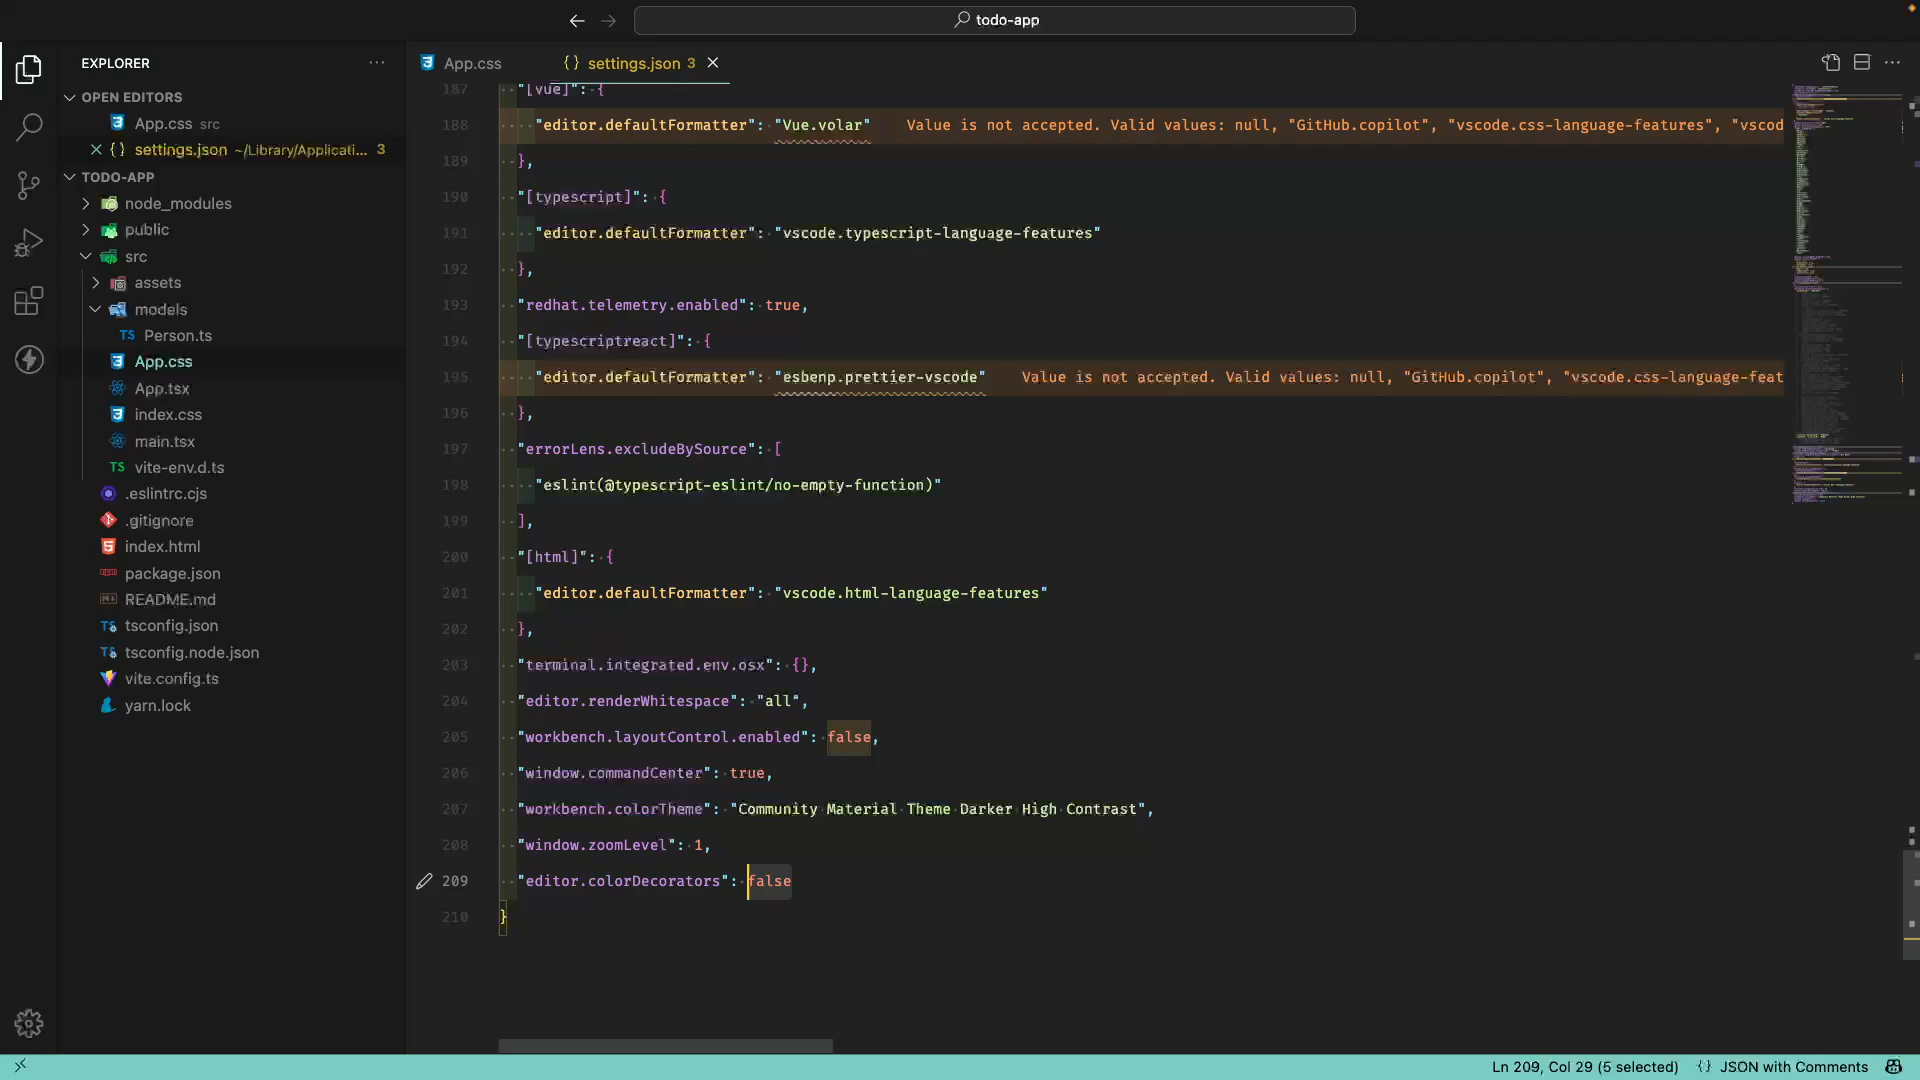 todo-app
EXPLORER
OPEN EDITORS
App.css src
settings.json ~/Library/Applicati... 3
TODO-APP
node_modules
public
src
assets
models
TS Person.ts
App.css
App.tsx
index.css
main.tsx
TS vite-env.d.ts
.eslintrc.cjs
.gitignore
index.html
package.json
README.md
tsconfig.json
tsconfig.node.json
vite.config.ts
yarn.lock
App.css
{} settings.json 3
187 "[vue]": {
188 "editor.defaultFormatter": "Vue.volar" Value is not accepted. Valid values: null, "GitHub.copilot", "vscode.css-language-features", "vscod
189 },
190 "[typescript]": {
191 "editor.defaultFormatter": "vscode.typescript-language-features"
192 },
193 "redhat.telemetry.enabled": true,
194 "[typescriptreact]": {
195 "editor.defaultFormatter": "esbenp.prettier-vscode" Value is not accepted. Valid values: null, "GitHub.copilot", "vscode.css-language-feat
196 },
197 "errorLens.excludeBySource": [
198 "eslint(@typescript-eslint/no-empty-function)"
199 ],
200 "[html]": {
201 "editor.defaultFormatter": "vscode.html-language-features"
202 },
203 "terminal.integrated.env.osx": {},
204 "editor.renderWhitespace": "all",
205 "workbench.layoutControl.enabled": false,
206 "window.commandCenter": true,
207 "workbench.colorTheme": "Community Material Theme Darker High Contrast",
208 "window.zoomLevel": 1,
209 "editor.colorDecorators": false
210 }
Ln 209, Col 29 (5 selected) {} JSON with Comments